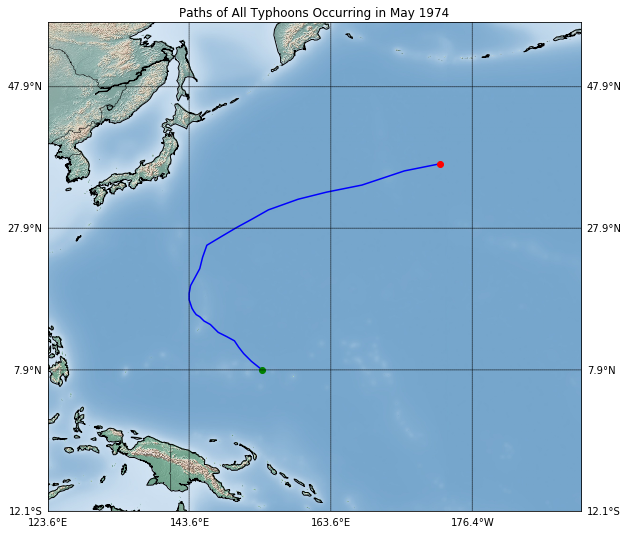 Paths of All Typhoons Occurring in May 1974
47.9°N 47.9°N
27.9°N 27.9°N
7.9°N 7.9°N
12.1°S 12.1°S
123.6°E 143.6°E 163.6°E 176.4°W